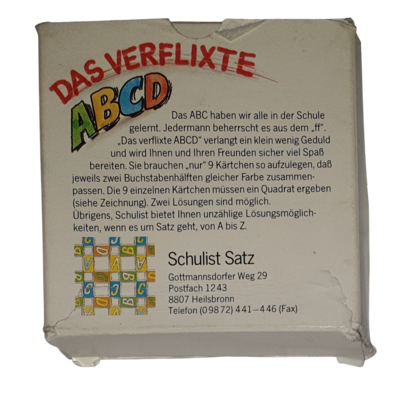 DAS VERFLIXTE
ABCD
Das ABC haben wir alle in der Schule
gelernt. Jedermann beherrscht es aus dem „ff“.
„Das verflixte ABCD“ verlangt ein klein wenig Geduld
und wird Ihnen und Ihren Freunden sicher viel Spaß
bereiten. Sie brauchen „nur“ 9 Kärtchen so aufzulegen, daß
jeweils zwei Buchstabenhälften gleicher Farbe zusammen-
passen. Die 9 einzelnen Kärtchen müssen ein Quadrat ergeben
(siehe Zeichnung). Zwei Lösungen sind möglich.
Übrigens, Schulist bietet Ihnen unzählige Lösungsmöglich-
keiten, wenn es um Satz geht, von A bis Z.
Schulist Satz
Gottmannsdorfer Weg 29
Postfach 1243
8807 Heilsbronn
Telefon (09872) 441–446 (Fax)